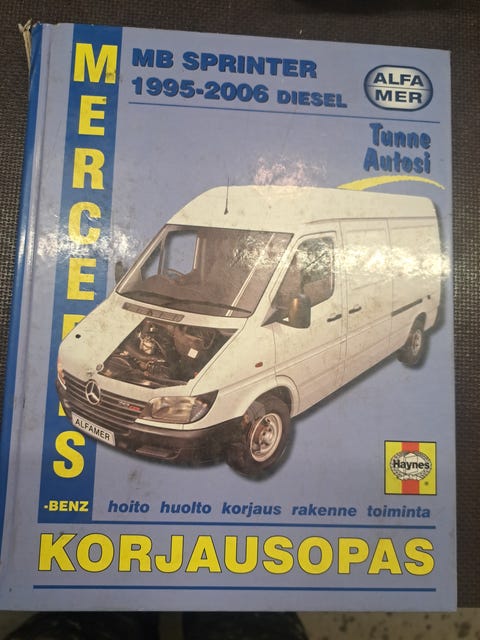 MERCEDES
-BENZ
MB SPRINTER
1995-2006 DIESEL
ALFA
MER
Tunne
Autosi
ALFAMER
Haynes
hoito huolto korjaus rakenne toiminta
KORJAUSOPAS